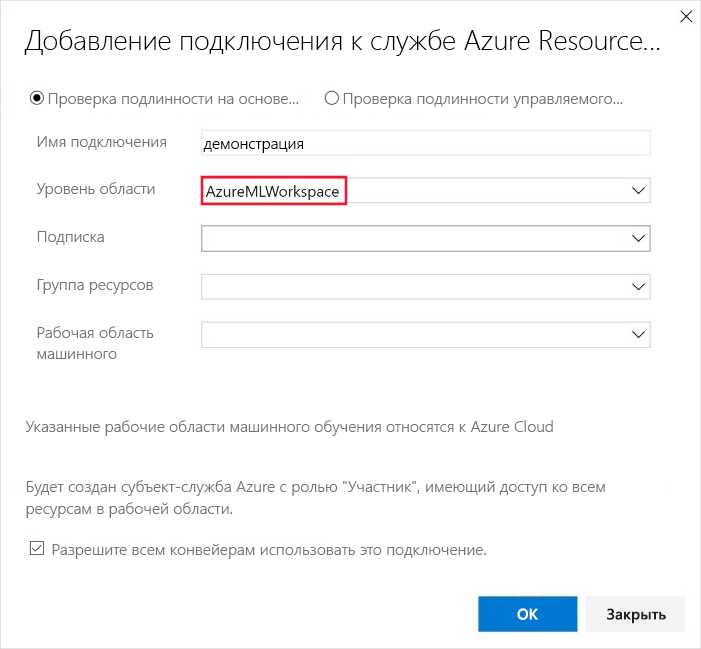 Добавление подключения к службе Azure Resource...
Проверка подлинности на основе... Проверка подлинности управляемого...
Имя подключения демонстрация
Уровень области AzureMLWorkspace
Подписка
Группа ресурсов
Рабочая область
машинного
Указанные рабочие области машинного обучения относятся к Azure Cloud
Будет создан субъект-служба Azure с ролью "Участник", имеющий доступ ко всем
ресурсам в рабочей области.
Разрешите всем конвейерам использовать это подключение.
ОК Закрыть